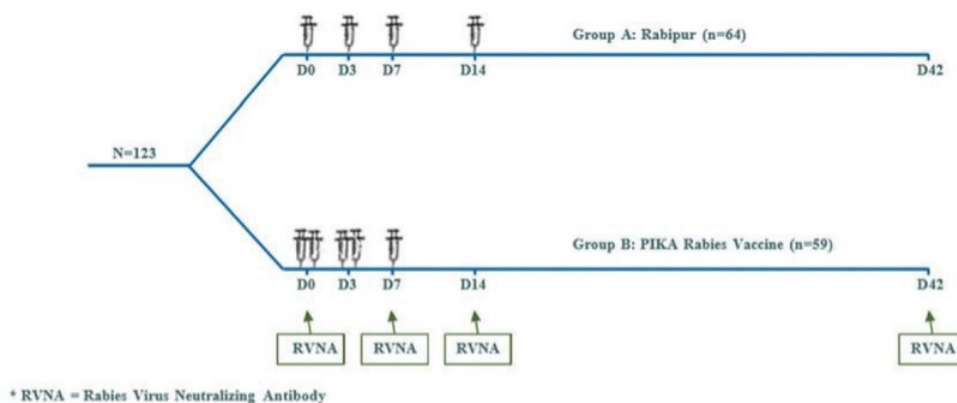 Group A: Rabipur (n=64)
D0 D3 D7 D14 D42
N=123
Group B: PIKA Rabies Vaccine (n=59)
D0 D3 D7 D14 D42
RVNA RVNA RVNA RVNA
* RVNA = Rabies Virus Neutralizing Antibody